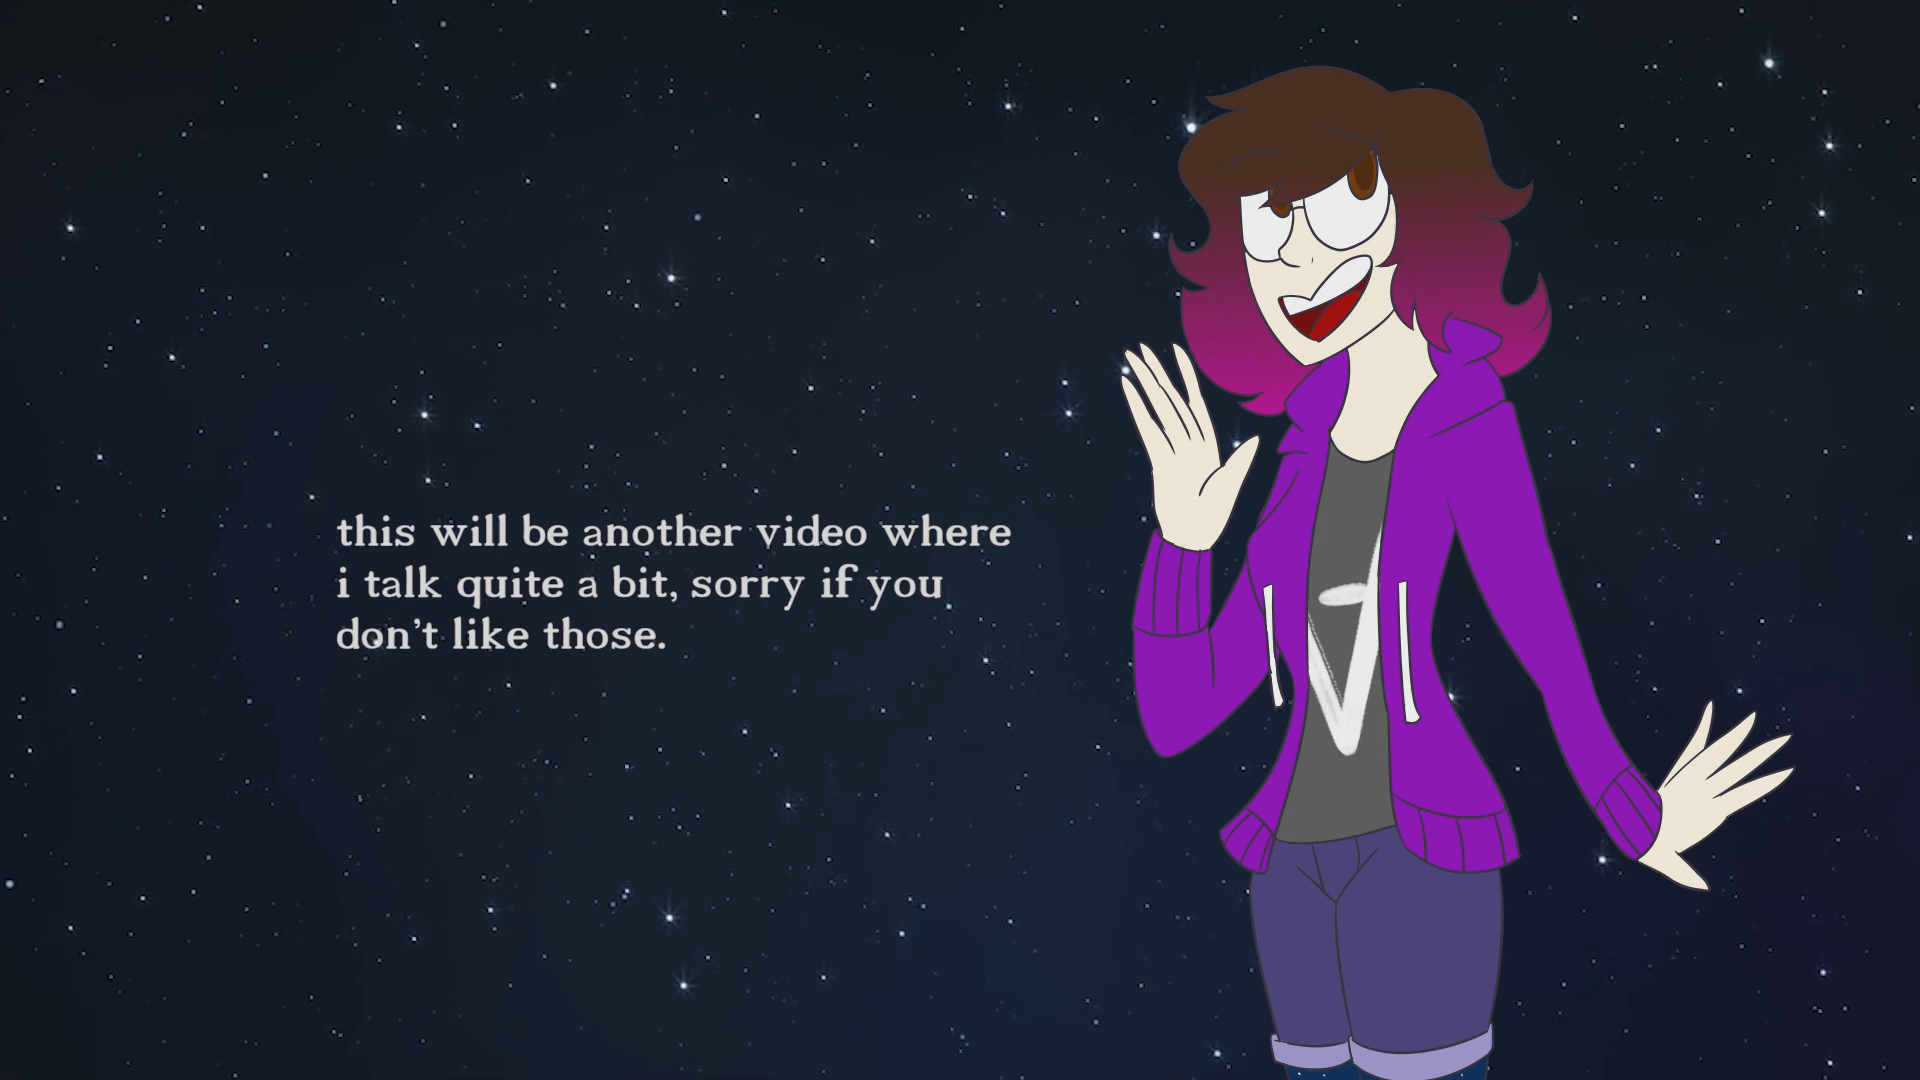 this will be another video where
i talk quite a bit, sorry if you
don't like those.